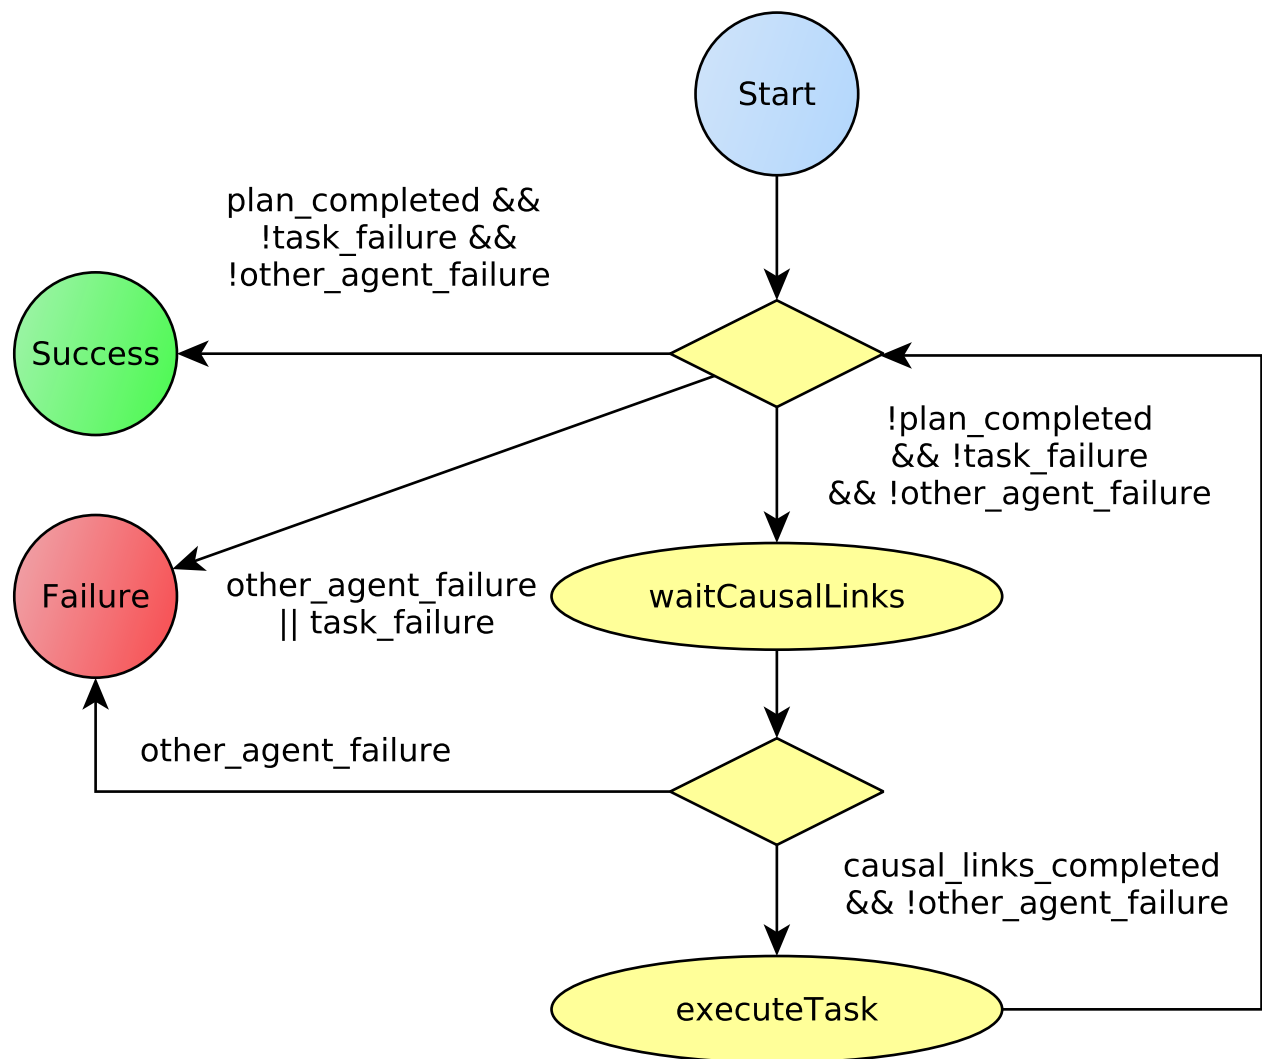 Start
plan_completed &&
!task_failure &&
!other_agent_failure
Success
!plan_completed
&& !task_failure
&& !other_agent_failure
Failure
other_agent_failure
|| task_failure
waitCausalLinks
other_agent_failure
causal_links_completed
&& !other_agent_failure
executeTask